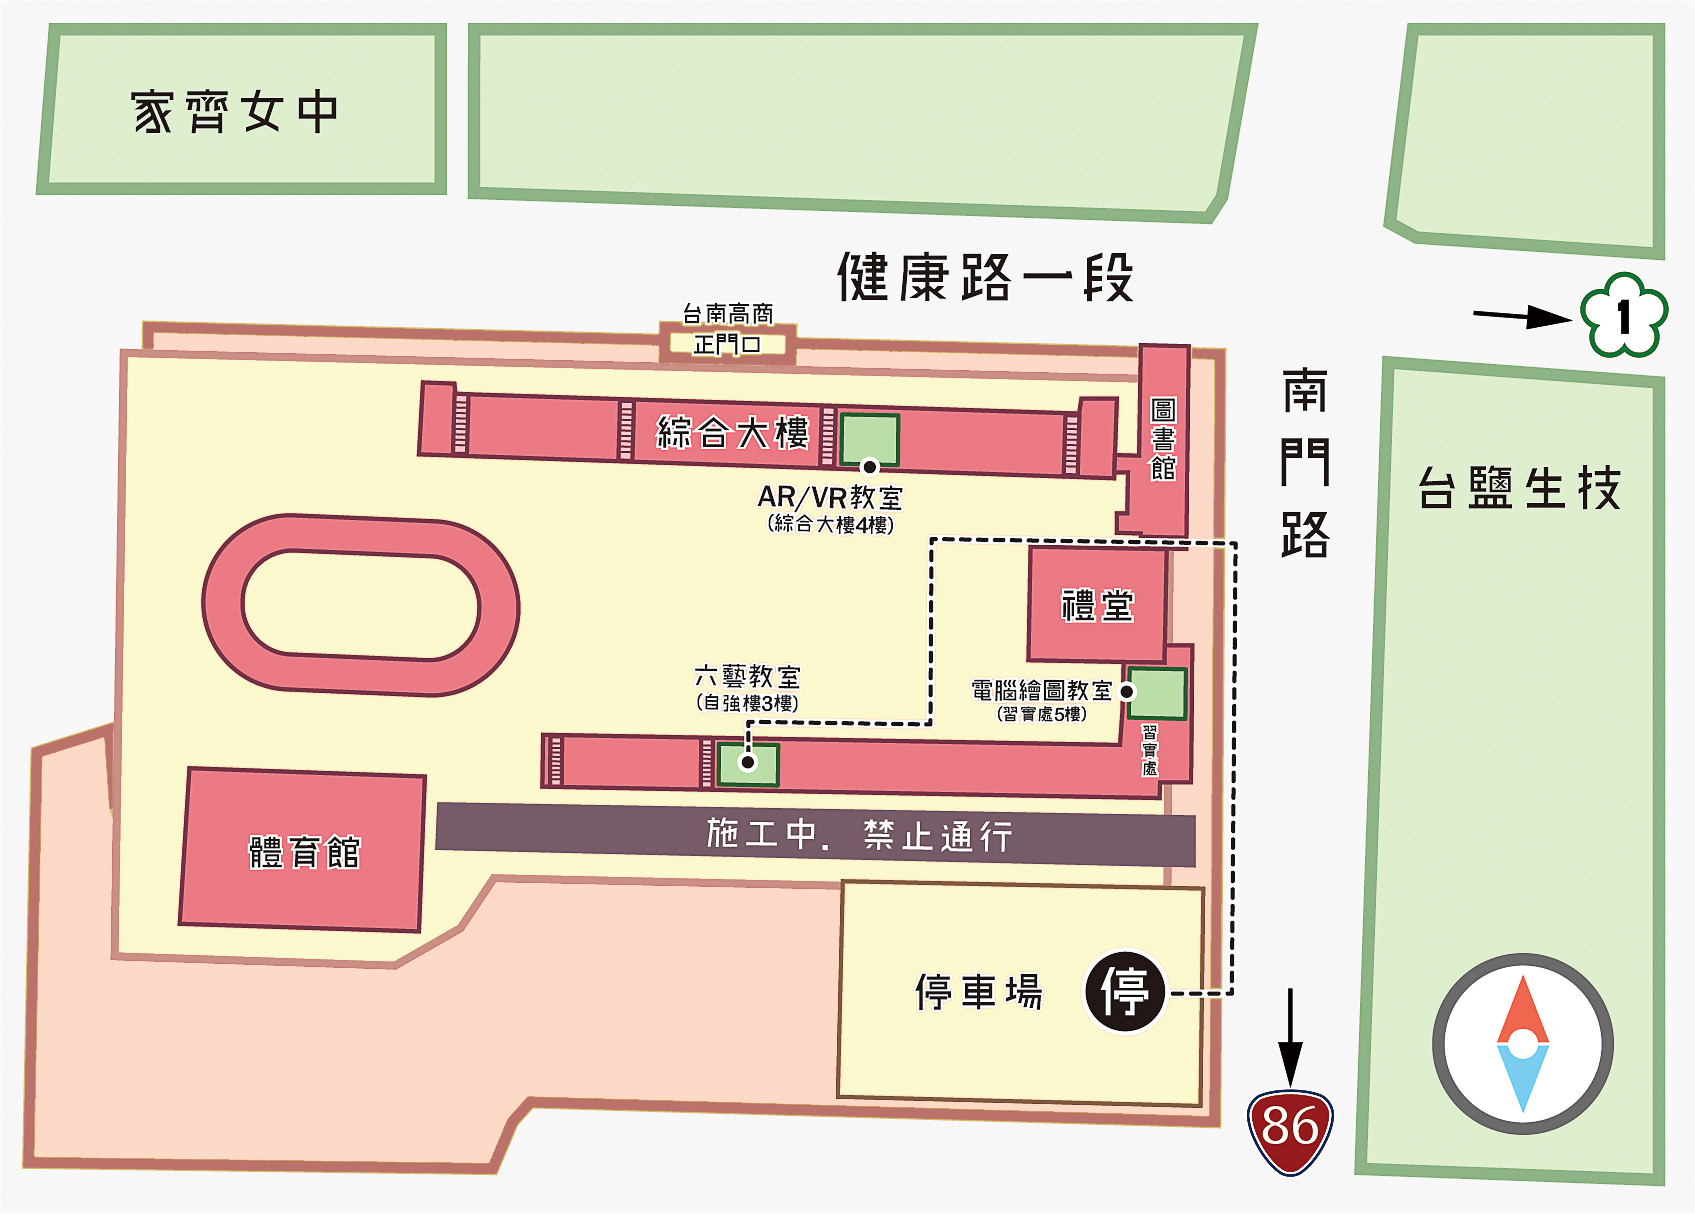 家齊女中
健康路一段
1
台南高商
正門口
南門路
圖書館
綜合大樓
AR/VR教室
(綜合大樓4樓)
台鹽生技
禮堂
六藝教室
(自強樓3樓)
電腦繪圖教室
(習實處5樓)
習實處
施工中．禁止通行
體育館
停車場
停
86